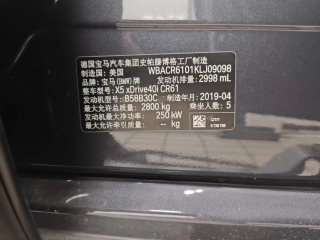 德国宝马汽车集团史帕滕博格工厂制造
制造国: 美国 WBACR6101KLJ09098
品牌: 宝马(BMW)牌 发动机排量: 2998 mL
整车型号: X5 xDrive40i CR61
发动机型号: B58B30C 制造年月: 2019-04
最大允许总质量: 2800 kg 乘坐人数: 5
发动机最大净功率: 250 kW
最大允许牵引质量: -- kg